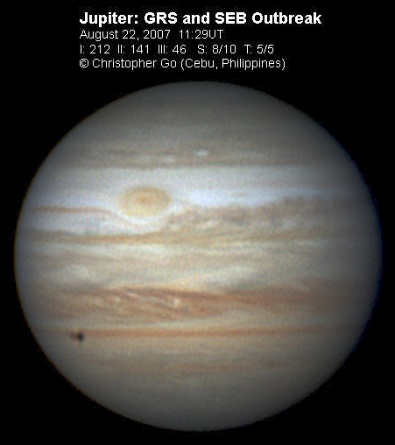 Jupiter: GRS and SEB Outbreak
August 22, 2007 11:29UT
I: 212 II: 141 III: 46 S: 8/10 T: 5/5
© Christopher Go (Cebu, Philippines)